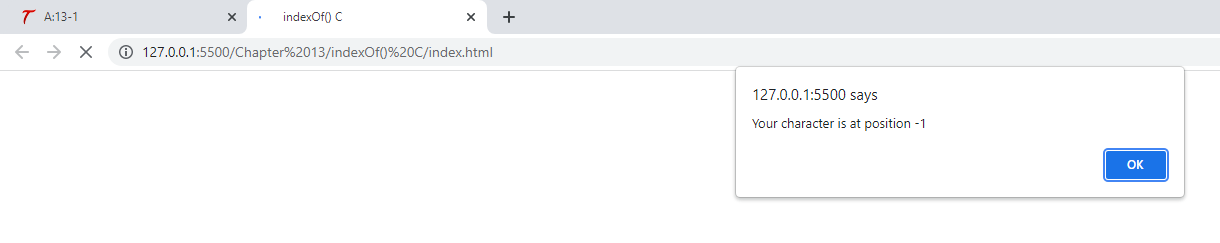 A:13-1
indexOf() C
127.0.0.1:5500/Chapter%2013/indexOf()%20C/index.html
127.0.0.1:5500 says
Your character is at position -1
OK